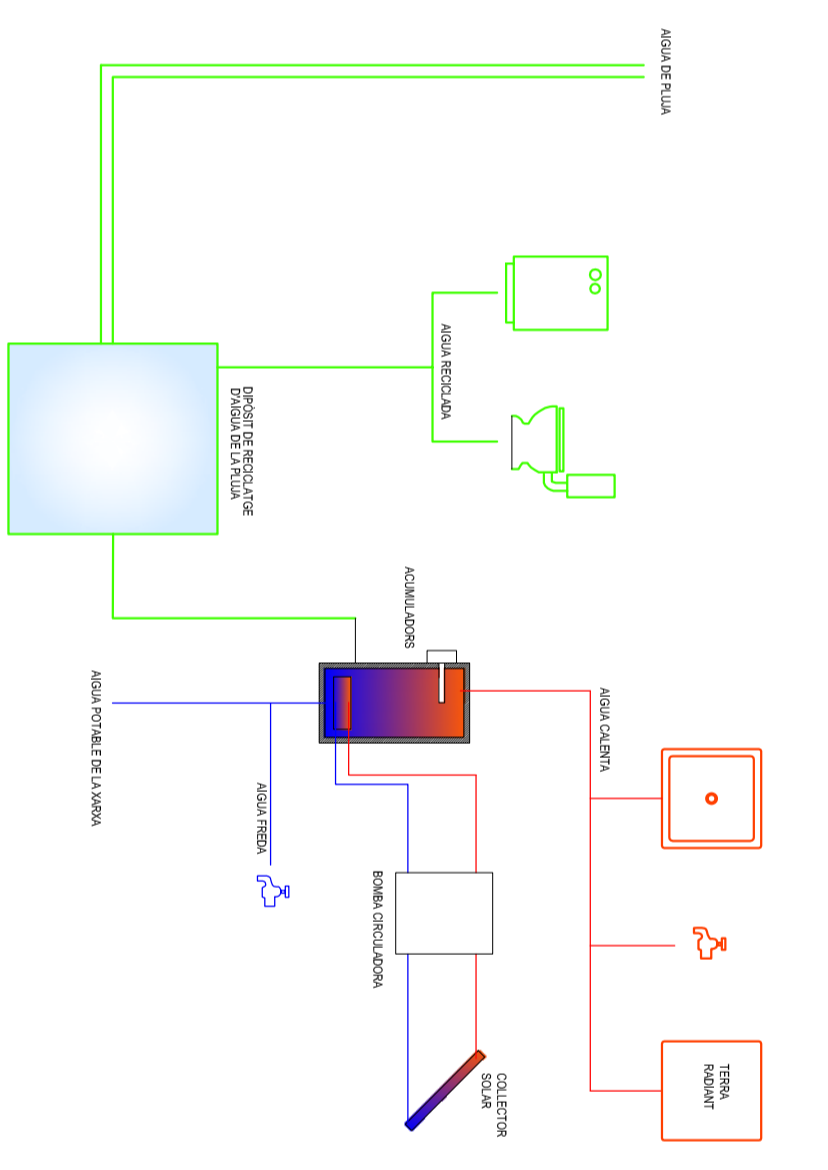 AIGUA DE PLUJA
AIGUA RECICLADA
DIPÒSIT DE RECICLATGE
D'AIGUA DE LA PLUJA
ACUMULADORS
AIGUA CALENTA
AIGUA POTABLE DE LA XARXA
AIGUA FREDA
BOMBA CIRCULADORA
COLLECTOR
SOLAR
TERRA
RADIANT